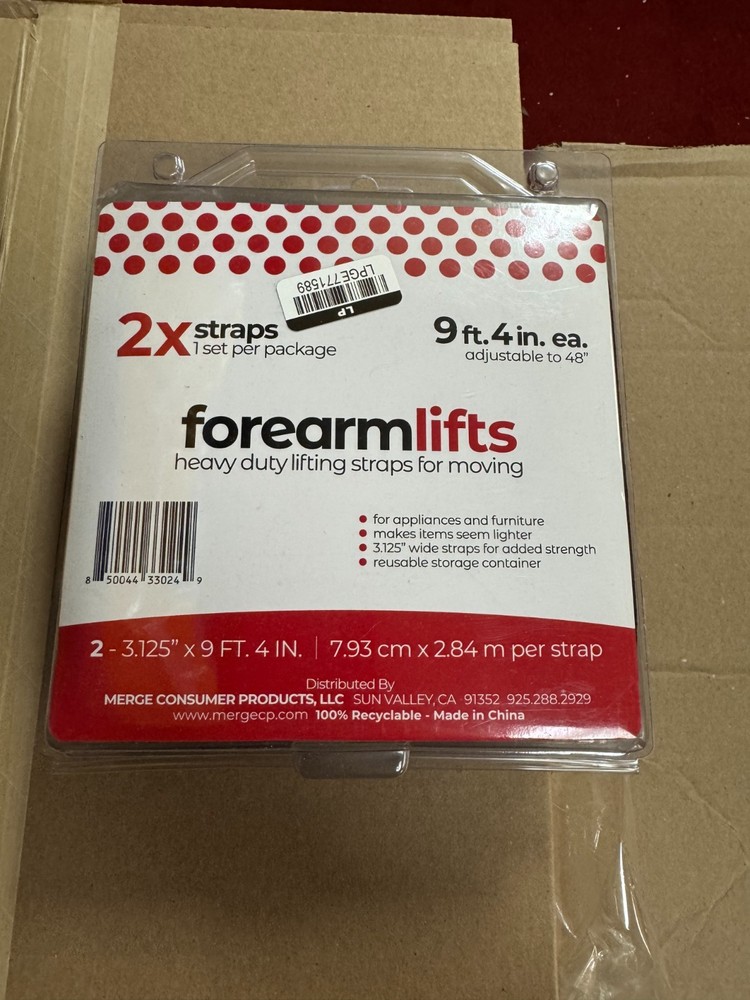 LPGE771589
LP
2x straps
1 set per package
9 ft. 4 in. ea.
adjustable to 48"
forearmlifts
heavy duty lifting straps for moving
for appliances and furniture
makes items seem lighter
3.125" wide straps for added strength
reusable storage container
8 50044 33024 9
2 - 3.125" x 9 FT. 4 IN. | 7.93 cm x 2.84 m per strap
Distributed By
MERGE CONSUMER PRODUCTS, LLC SUN VALLEY, CA 91352 925.288.2929
www.mergecp.com 100% Recyclable - Made in China